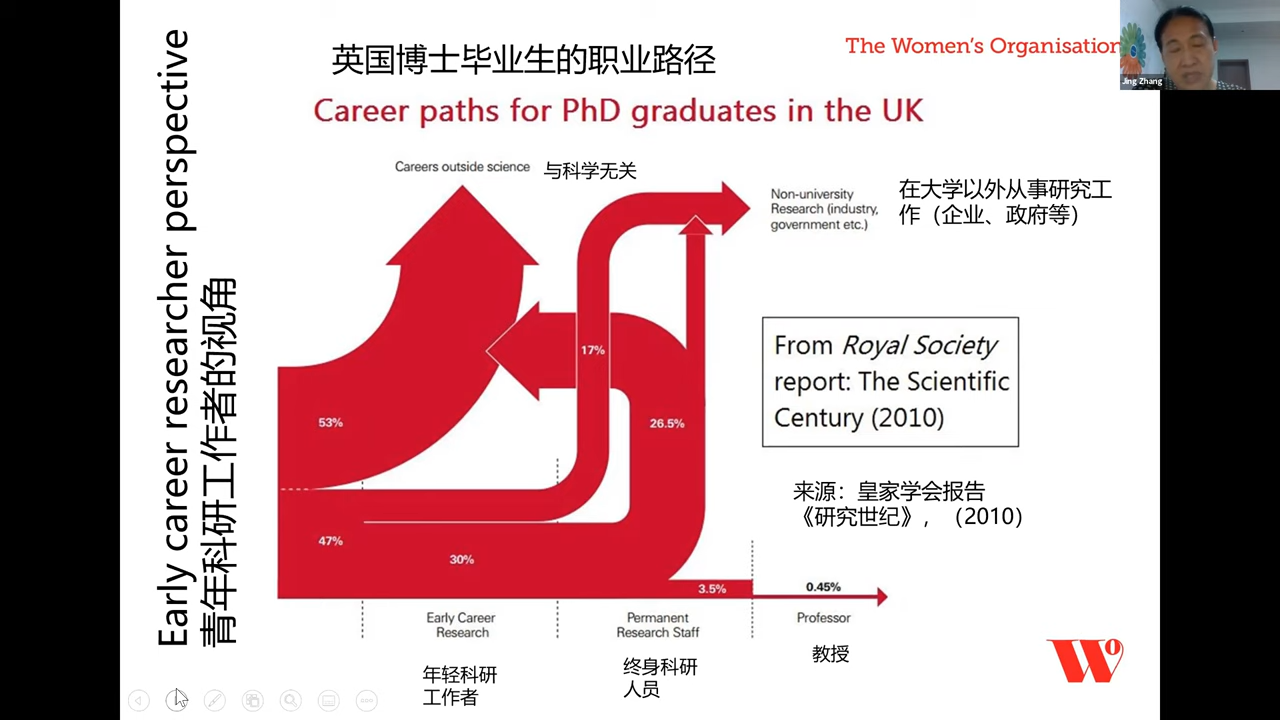 Early career researcher perspective
青年科研工作者的视角
英国博士毕业生的职业路径
The Women's Organisation
Jing Zhang
Career paths for PhD graduates in the UK
Careers outside science
与科学无关
Non-university
Research (industry,
government etc.)
在大学以外从事研究工
作（企业、政府等）
17%
53%
26.5%
From Royal Society
report: The Scientific
Century (2010)
来源：皇家学会报告
《研究世纪》，（2010）
47%
30%
3.5%
0.45%
Early Career
Research
Permanent
Research Staff
Professor
年轻科研
工作者
终身科研
人员
教授
Wo